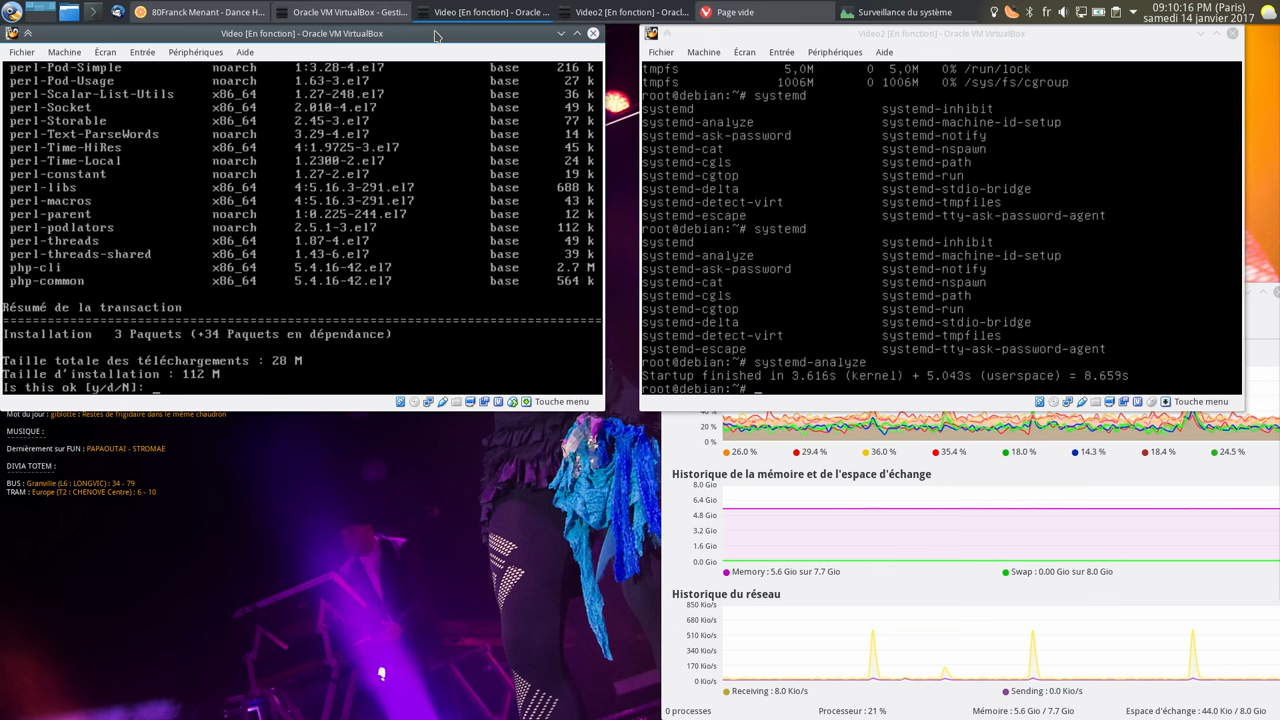 80Franck Menant - Dance H...
Oracle VM VirtualBox - Gesti...
Video [En fonction] - Oracle ...
Video2 [En fonction] - Oracl...
Page vide
Surveillance du système
fr
09:10:16 PM (Paris)
samedi 14 janvier 2017
Video [En fonction] - Oracle VM VirtualBox
Fichier Machine Écran Entrée Périphériques Aide
perl-Pod-Simple noarch 1:3.28-4.el7 base 216 k
perl-Pod-Usage noarch 1.63-3.el7 base 27 k
perl-Scalar-List-Utils x86_64 1.27-248.el7 base 36 k
perl-Socket x86_64 2.010-4.el7 base 49 k
perl-Storable x86_64 2.45-3.el7 base 77 k
perl-Text-ParseWords noarch 3.29-4.el7 base 14 k
perl-Time-HiRes x86_64 4:1.9725-3.el7 base 45 k
perl-Time-Local noarch 1.2300-2.el7 base 24 k
perl-constant noarch 1.27-2.el7 base 19 k
perl-libs x86_64 4:5.16.3-291.el7 base 688 k
perl-macros x86_64 4:5.16.3-291.el7 base 43 k
perl-parent noarch 1:0.225-244.el7 base 12 k
perl-podlators noarch 2.5.1-3.el7 base 112 k
perl-threads x86_64 1.87-4.el7 base 49 k
perl-threads-shared x86_64 1.43-6.el7 base 39 k
php-cli x86_64 5.4.16-42.el7 base 2.7 M
php-common x86_64 5.4.16-42.el7 base 564 k
Résumé de la transaction
================================================================================
Installation 3 Paquets (+34 Paquets en dépendance)
Taille totale des téléchargements : 28 M
Taille d'installation : 112 M
Is this ok [y/d/N]: _
Touche menu
Video2 [En fonction] - Oracle VM VirtualBox
Fichier Machine Écran Entrée Périphériques Aide
tmpfs 5,0M 0 5,0M 0% /run/lock
tmpfs 1006M 0 1006M 0% /sys/fs/cgroup
root@debian:~# systemd
systemd systemd-inhibit
systemd-analyze systemd-machine-id-setup
systemd-ask-password systemd-notify
systemd-cat systemd-nspawn
systemd-cgls systemd-path
systemd-cgtop systemd-run
systemd-delta systemd-stdio-bridge
systemd-detect-virt systemd-tmpfiles
systemd-escape systemd-tty-ask-password-agent
root@debian:~# systemd
systemd systemd-inhibit
systemd-analyze systemd-machine-id-setup
systemd-ask-password systemd-notify
systemd-cat systemd-nspawn
systemd-cgls systemd-path
systemd-cgtop systemd-run
systemd-delta systemd-stdio-bridge
systemd-detect-virt systemd-tmpfiles
systemd-escape systemd-tty-ask-password-agent
root@debian:~# systemd-analyze
Startup finished in 3.616s (kernel) + 5.043s (userspace) = 8.659s
root@debian:~# _
Touche menu
Mot du jour : giblotte : Restes de frigidaire dans le même chaudron
MUSIQUE :
Dernièrement sur FUN : PAPAOUTAI - STROMAE
DIVIA TOTEM :
BUS : Granville (L6 : LONGVIC) : 34 - 79
TRAM : Europe (T2 : CHENOVE Centre) : 6 - 10
40 %
20 %
0 %
26.0% 29.4% 36.0% 35.4% 18.0% 14.3% 18.4% 24.5%
Historique de la mémoire et de l'espace d'échange
8.0 Gio
6.4 Gio
4.8 Gio
3.2 Gio
1.6 Gio
0.0 Gio
Memory : 5.6 Gio sur 7.7 Gio Swap : 0.00 Gio sur 8.0 Gio
Historique du réseau
850 Kio/s
680 Kio/s
510 Kio/s
340 Kio/s
170 Kio/s
0 Kio/s
Receiving : 8.0 Kio/s Sending : 0.0 Kio/s
0 processes Processeur : 21 % Mémoire : 5.6 Gio / 7.7 Gio Espace d'échange : 44.0 Kio / 8.0 Gio